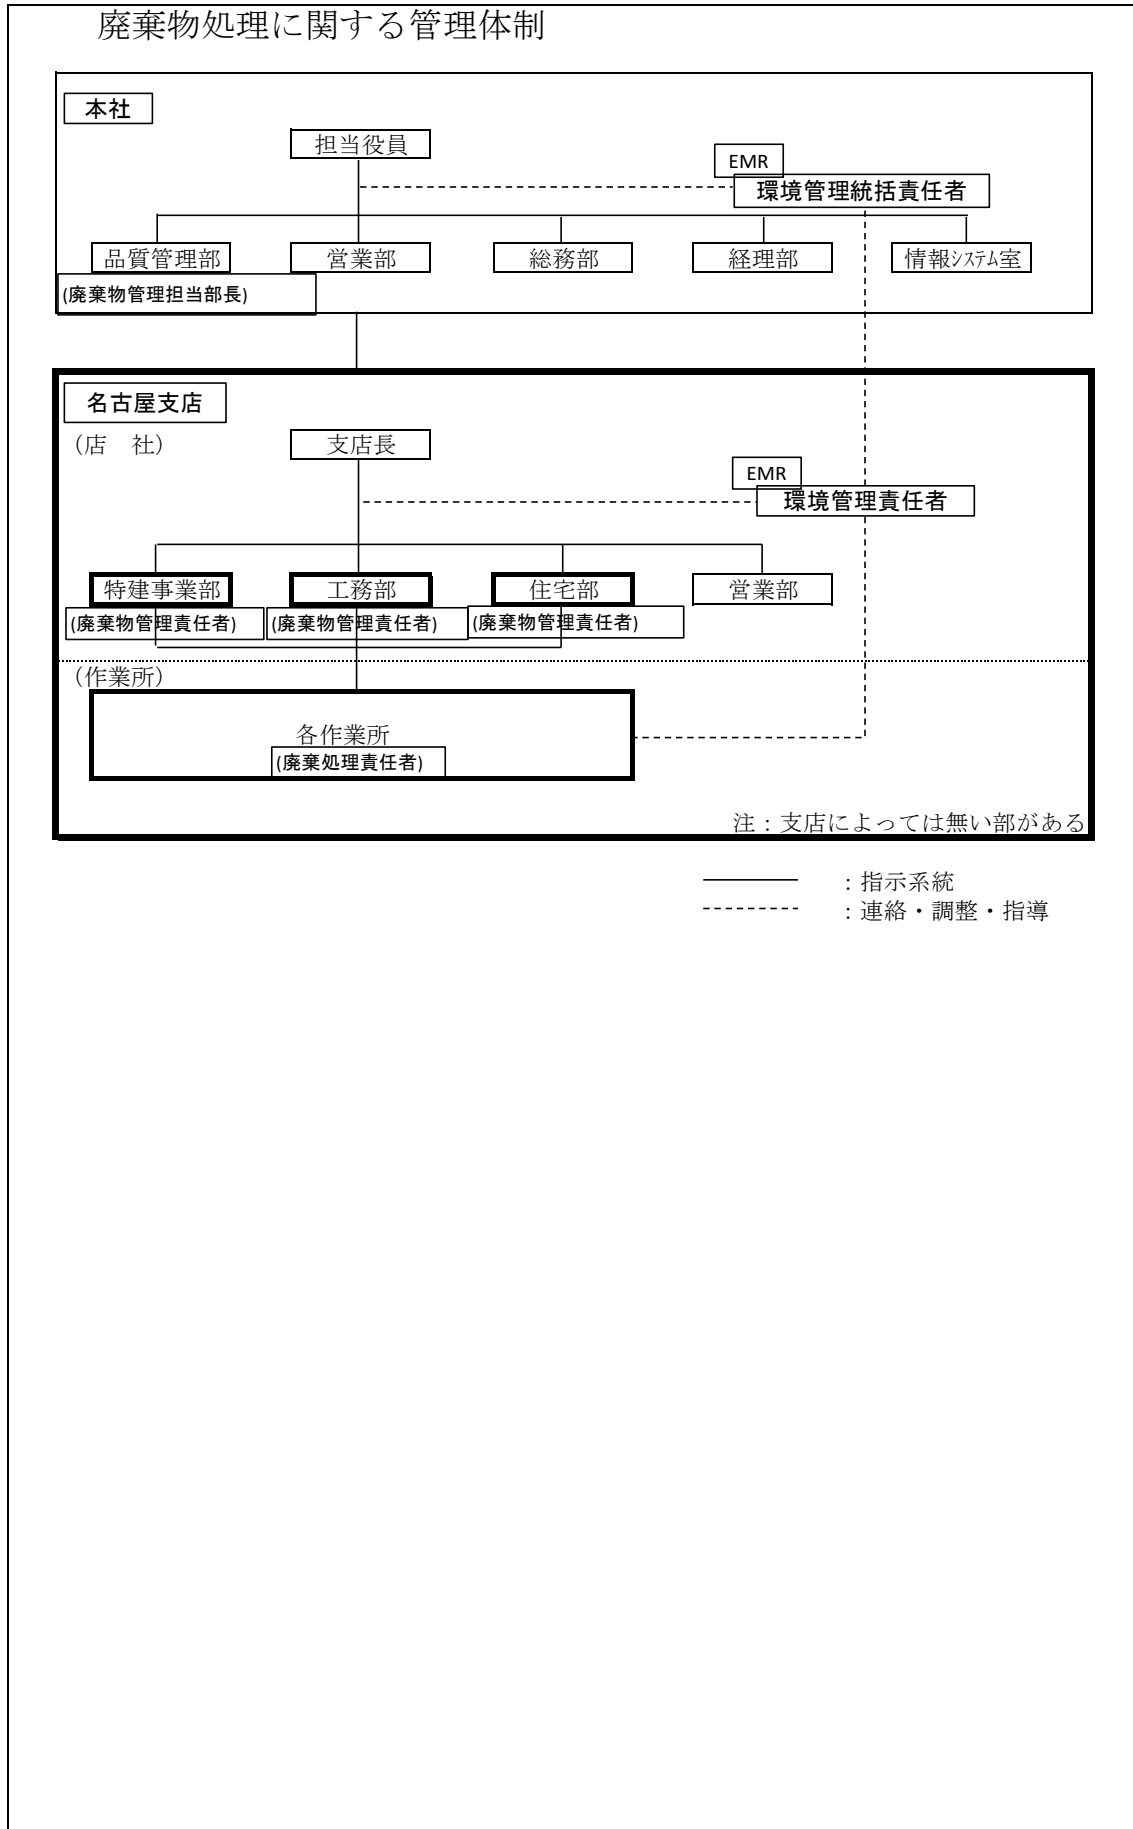 廃棄物処理に関する管理体制
本社
担当役員
EMR
環境管理統括責任者
品質管理部 営業部 総務部 経理部 情報ｼｽﾃﾑ室
(廃棄物管理担当部長)
名古屋支店
（店　社）
支店長
EMR
環境管理責任者
特建事業部 工務部 住宅部 営業部
(廃棄物管理責任者) (廃棄物管理責任者) (廃棄物管理責任者)
（作業所）
各作業所
(廃棄処理責任者)
注：支店によっては無い部がある
：指示系統
：連絡・調整・指導